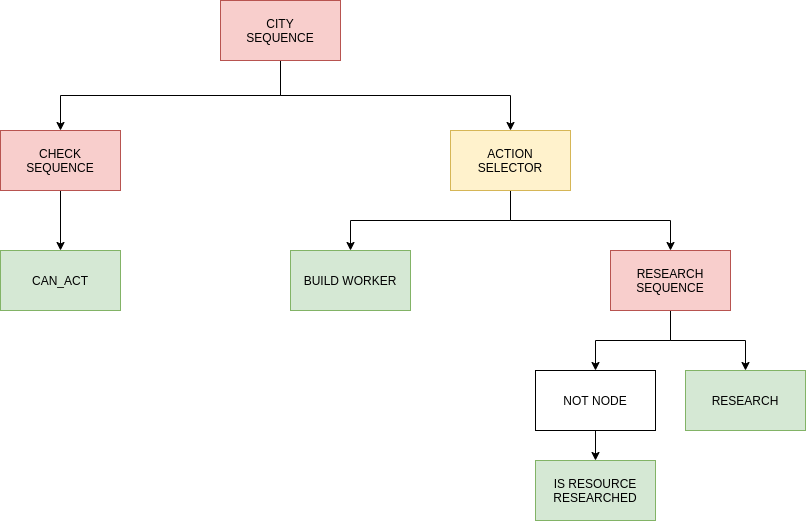 CITY
SEQUENCE
CHECK
SEQUENCE
ACTION
SELECTOR
CAN_ACT
BUILD WORKER
RESEARCH
SEQUENCE
NOT NODE
RESEARCH
IS RESOURCE
RESEARCHED